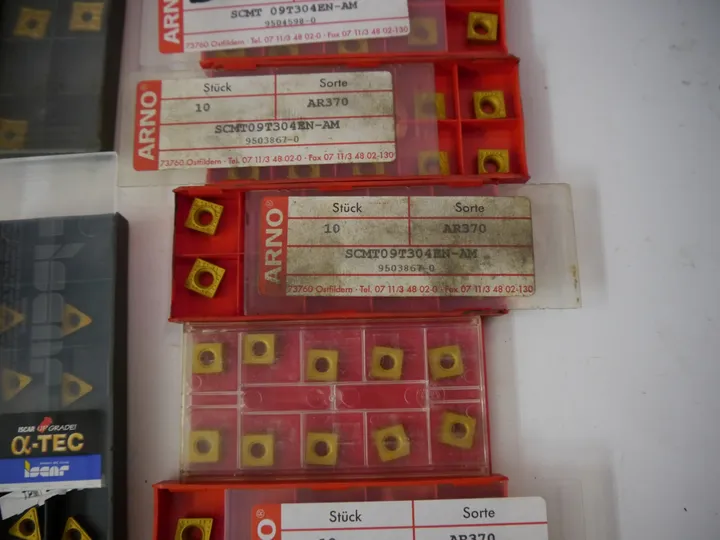 ARNO
SCMT 09T304EN-AM
9504598-0
73760 Ostfildern · Tel. 07 11/3 48 02-0 · Fax 07 11/3 48 02-130
ARNO
Stück
Sorte
10
AR370
SCMT09T304EN-AM
9503867-0
73760 Ostfildern · Tel. 07 11/3 48 02-0 · Fax 07 11/3 48 02-130
ARNO
Stück
Sorte
10
AR370
SCMT09T304EN-AM
9503867-0
73760 Ostfildern · Tel. 07 11/3 48 02-0 · Fax 07 11/3 48 02-130
ISCAR UPGRADE!
α-TEC
iscar
ARNO
Stück
Sorte
10
AR370